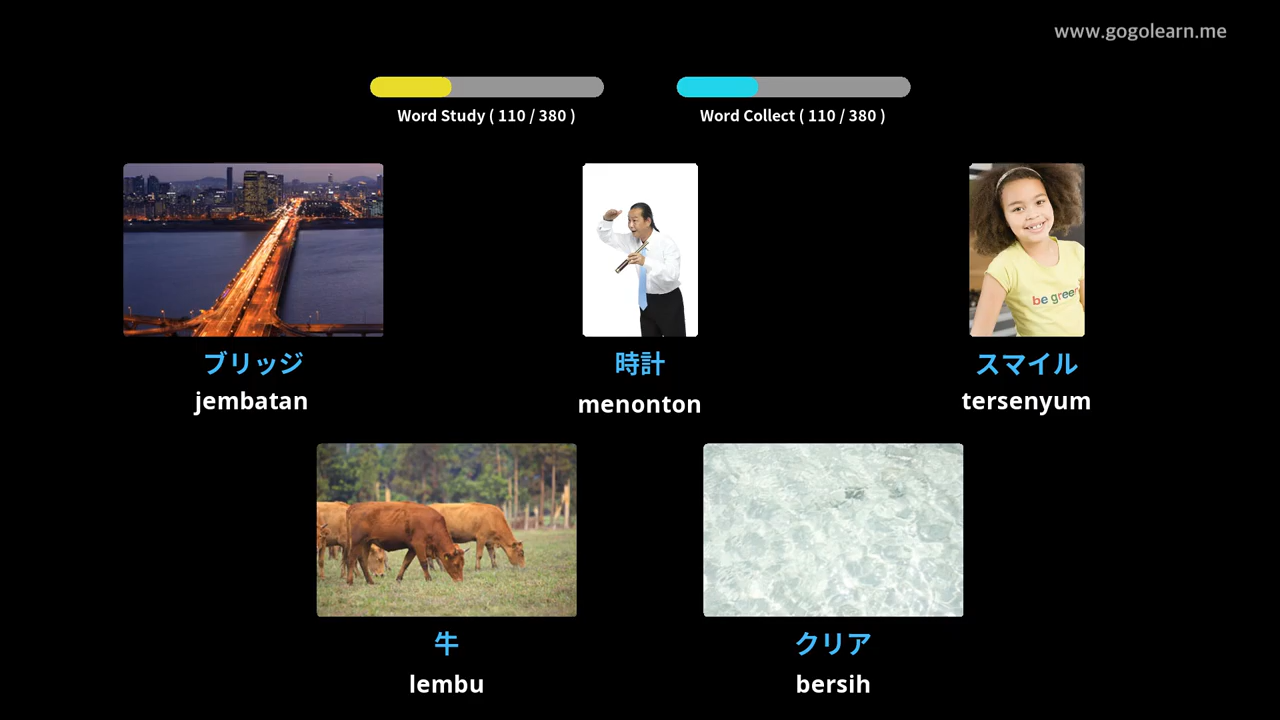 www.gogolearn.me
Word Study ( 110 / 380 )
Word Collect ( 110 / 380 )
be green
ブリッジ
時計
スマイル
jembatan
menonton
tersenyum
牛
クリア
lembu
bersih